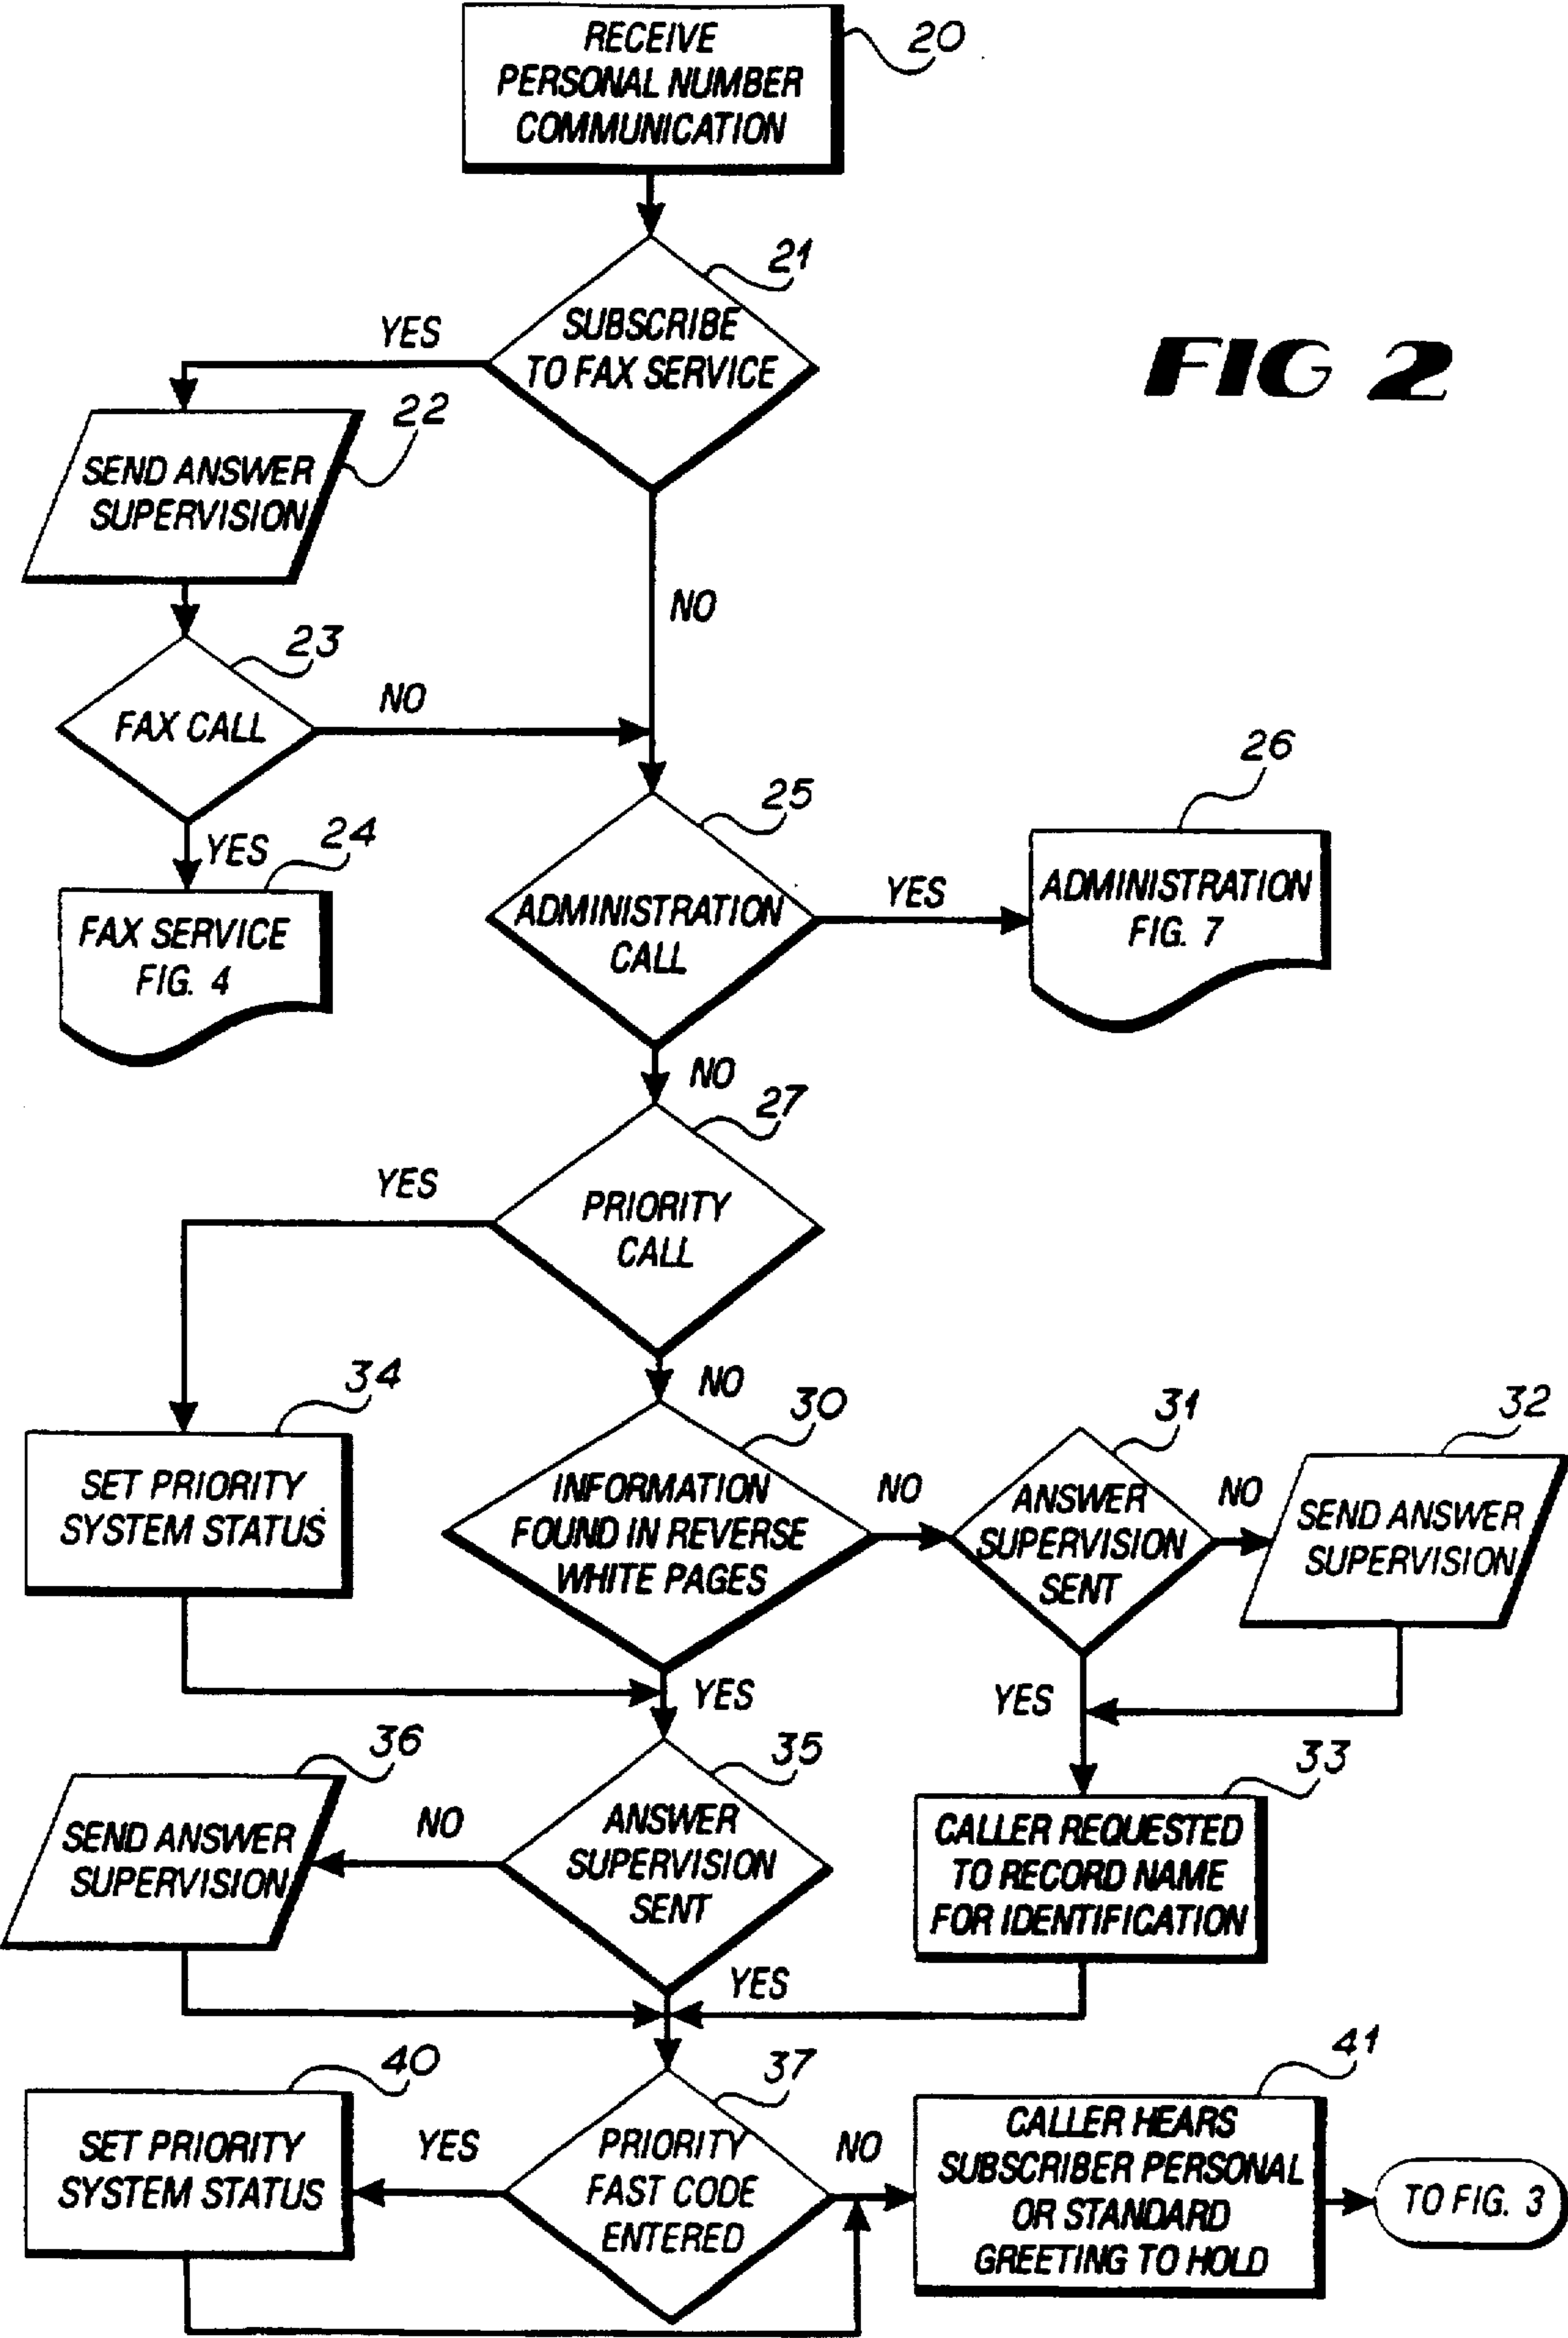 RECEIVE
PERSONAL NUMBER
COMMUNICATION
20
21
SUBSCRIBE
TO FAX SERVICE
YES
FIG 2
22
SEND ANSWER
SUPERVISION
NO
23
FAX CALL
NO
YES
24
FAX SERVICE
FIG. 4
25
ADMINISTRATION
CALL
YES
26
ADMINISTRATION
FIG. 7
NO
27
PRIORITY
CALL
YES
NO
34
SET PRIORITY
SYSTEM STATUS
30
INFORMATION
FOUND IN REVERSE
WHITE PAGES
NO
31
ANSWER
SUPERVISION
SENT
NO
32
SEND ANSWER
SUPERVISION
YES
YES
36
SEND ANSWER
SUPERVISION
NO
35
ANSWER
SUPERVISION
SENT
33
CALLER REQUESTED
TO RECORD NAME
FOR IDENTIFICATION
YES
40
SET PRIORITY
SYSTEM STATUS
YES
37
PRIORITY
FAST CODE
ENTERED
NO
41
CALLER HEARS
SUBSCRIBER PERSONAL
OR STANDARD
GREETING TO HOLD
TO FIG. 3